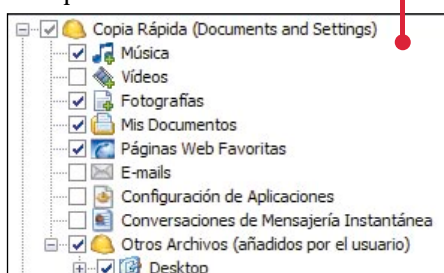 Copia Rápida (Documents and Settings)
Música
Vídeos
Fotografías
Mis Documentos
Páginas Web Favoritas
E-mails
Configuración de Aplicaciones
Conversaciones de Mensajería Instantánea
Otros Archivos (añadidos por el usuario)
Desktop